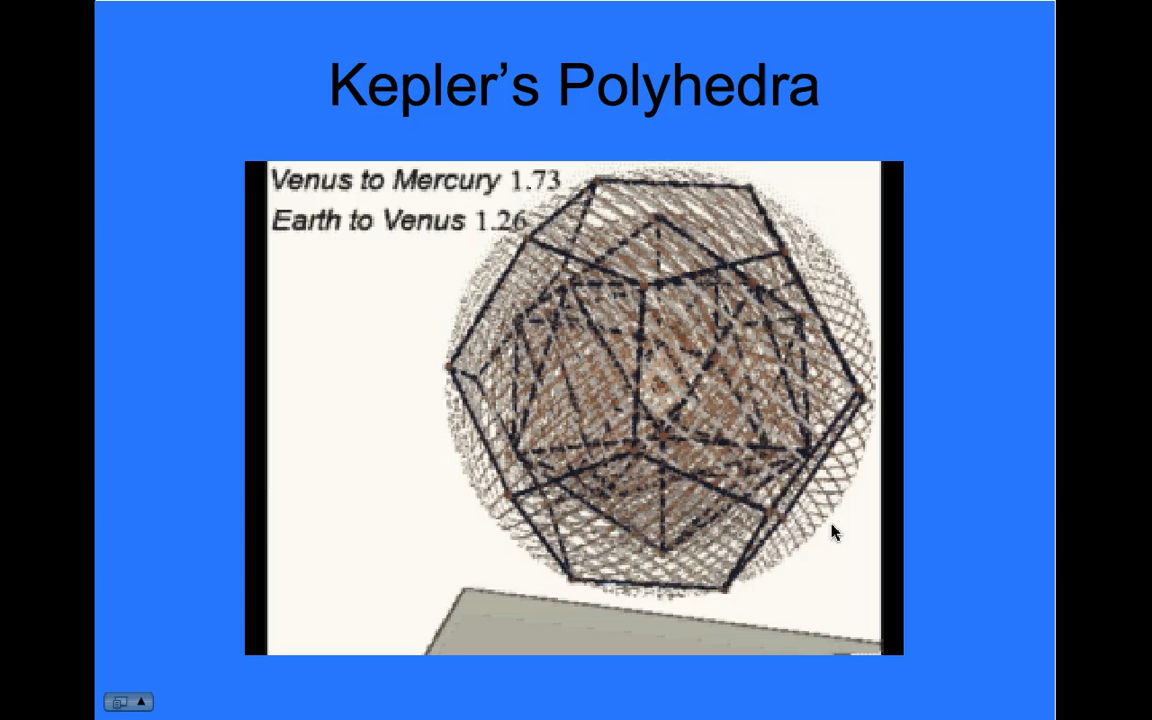 Kepler’s Polyhedra
Venus to Mercury 1.73
Earth to Venus 1.26